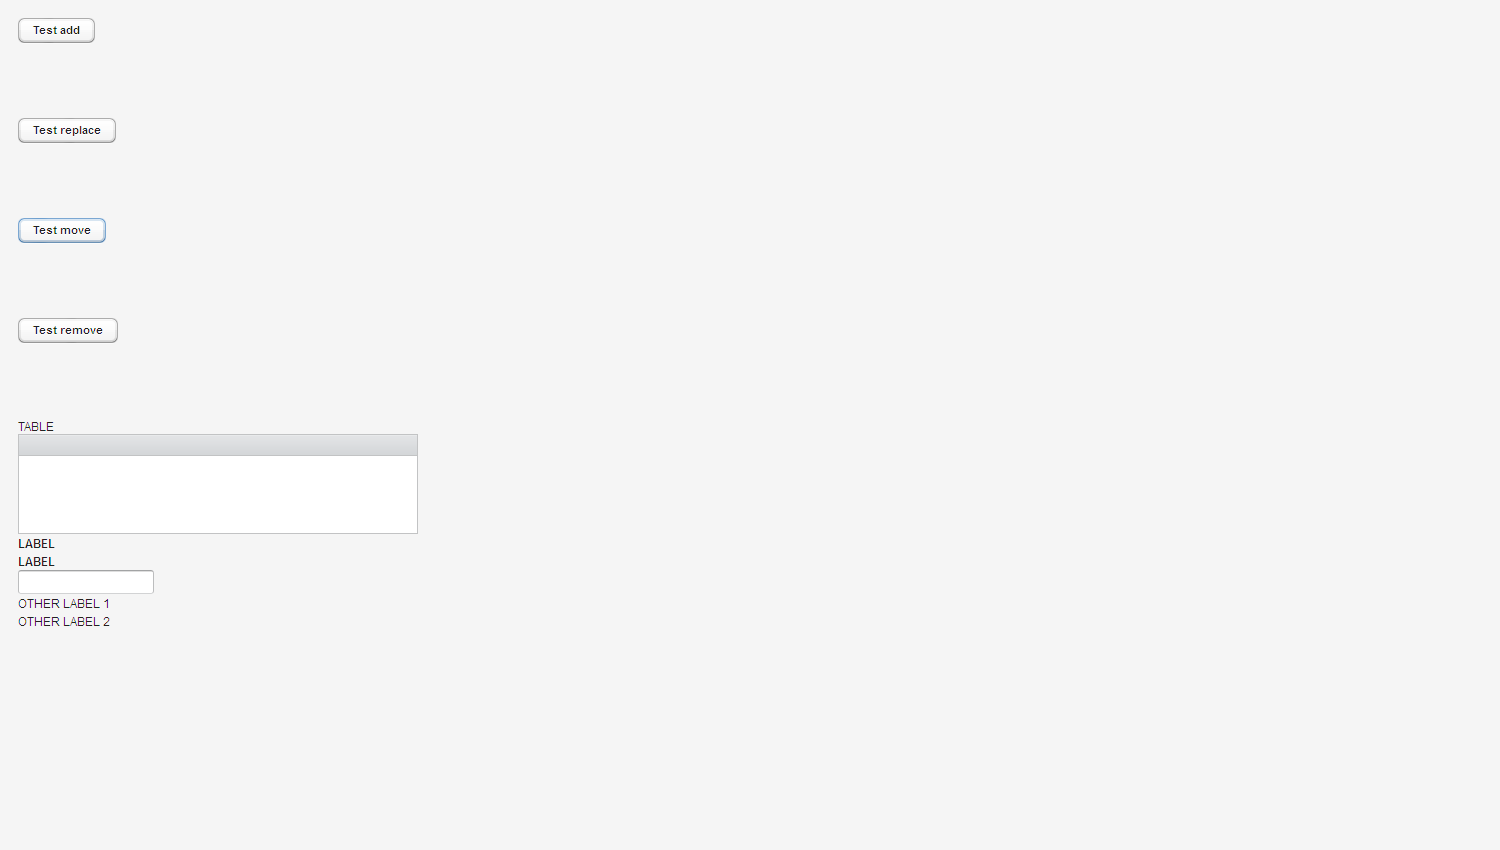 Test add
Test replace
Test move
Test remove
TABLE
LABEL
LABEL
OTHER LABEL 1
OTHER LABEL 2